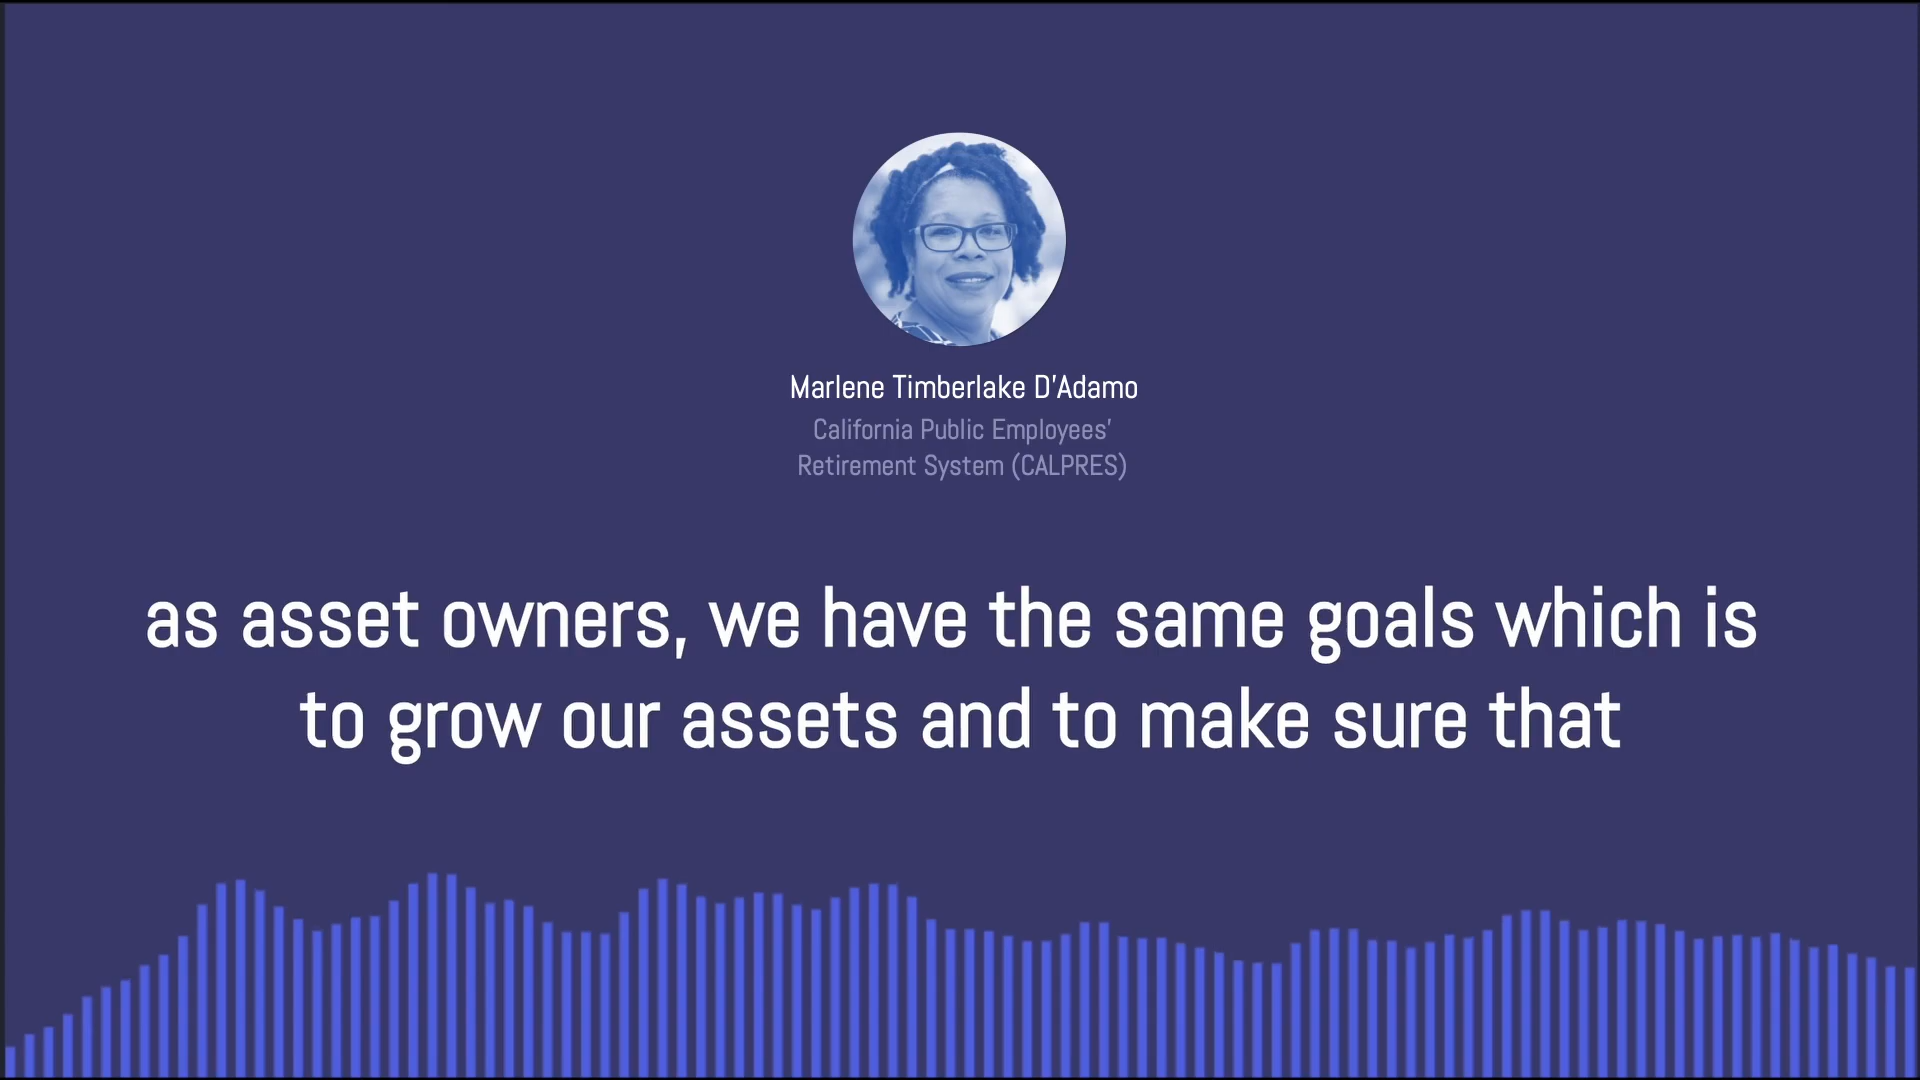 Marlene Timberlake D'Adamo
California Public Employees'
Retirement System (CALPRES)
as asset owners, we have the same goals which is
to grow our assets and to make sure that